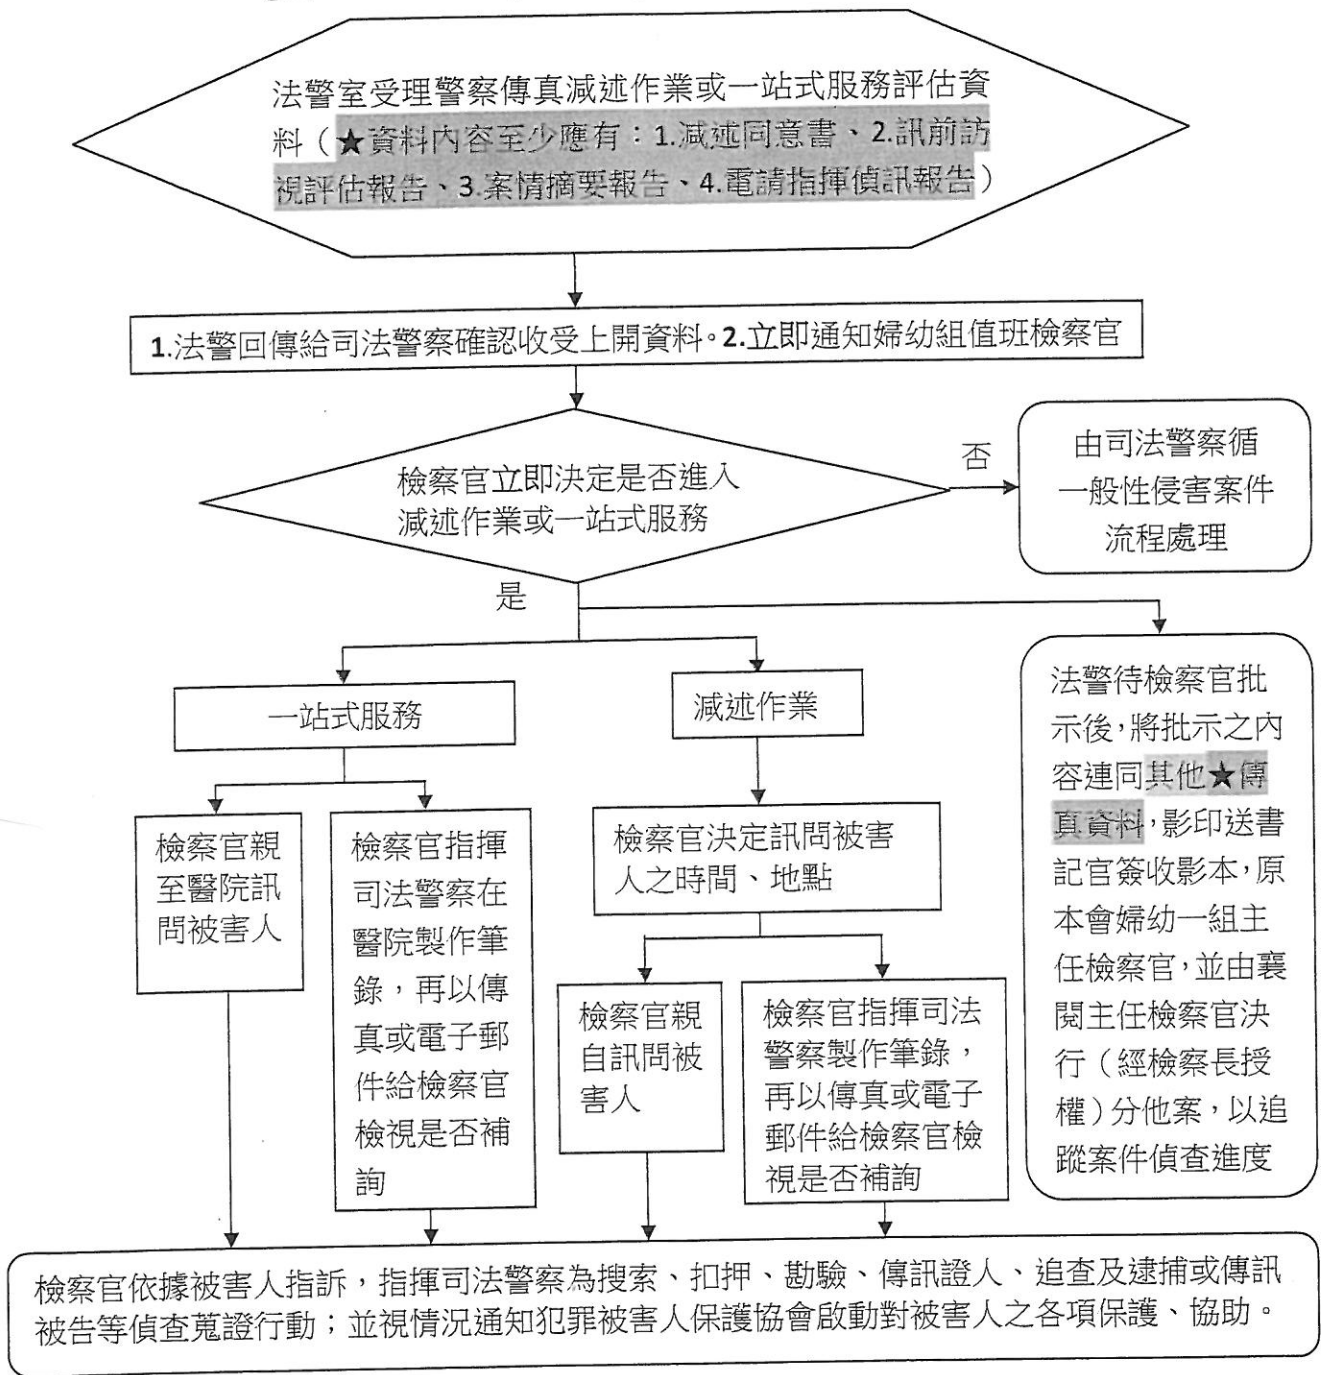 法警室受理警察傳真減述作業或一站式服務評估資
料（★資料內容至少應有：1.減述同意書、2.訊前訪
視評估報告、3.案情摘要報告、4.電請指揮偵訊報告）
1.法警回傳給司法警察確認收受上開資料。2.立即通知婦幼組值班檢察官
檢察官立即決定是否進入
減述作業或一站式服務
否
由司法警察循
一般性侵害案件
流程處理
是
一站式服務
減述作業
檢察官親
至醫院訊
問被害人
檢察官指揮
司法警察在
醫院製作筆
錄，再以傳
真或電子郵
件給檢察官
檢視是否補
詢
檢察官決定訊問被害
人之時間、地點
檢察官親
自訊問被
害人
檢察官指揮司法
警察製作筆錄，
再以傳真或電子
郵件給檢察官檢
視是否補詢
法警待檢察官批
示後，將批示之內
容連同其他★傳
真資料，影印送書
記官簽收影本，原
本會婦幼一組主
任檢察官，並由襄
閱主任檢察官決
行（經檢察長授
權）分他案，以追
蹤案件偵查進度
檢察官依據被害人指訴，指揮司法警察為搜索、扣押、勘驗、傳訊證人、追查及逮捕或傳訊
被告等偵查蒐證行動；並視情況通知犯罪被害人保護協會啟動對被害人之各項保護、協助。